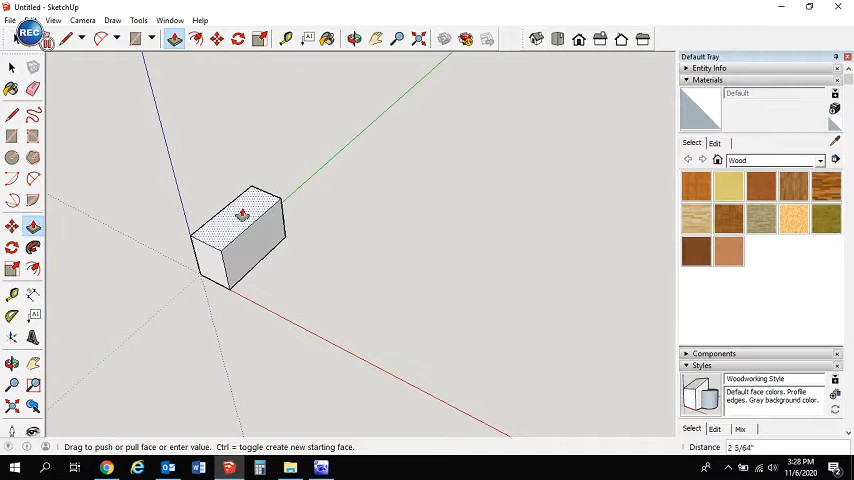 Untitled - SketchUp
File Edit View Camera Draw Tools Window Help
REC
Default Tray
Entity Info
Materials
Default
Select Edit
Wood
Components
Styles
Woodworking Style
Default face colors. Profile
edges. Gray background color.
Select Edit Mix
Drag to push or pull face or enter value. Ctrl = toggle create new starting face.
Distance 2 5/64"
3:28 PM
11/6/2020